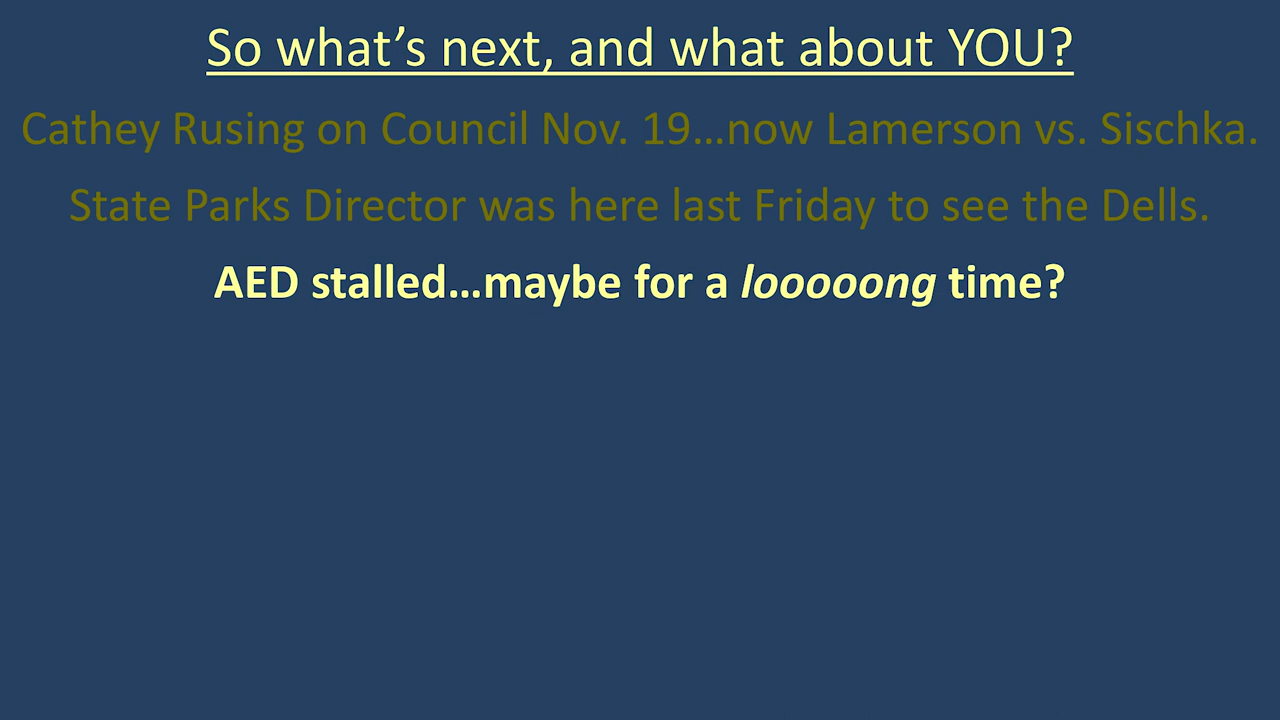 So what’s next, and what about YOU?
Cathey Rusing on Council Nov. 19…now Lamerson vs. Sischka.
State Parks Director was here last Friday to see the Dells.
AED stalled…maybe for a looooong time?